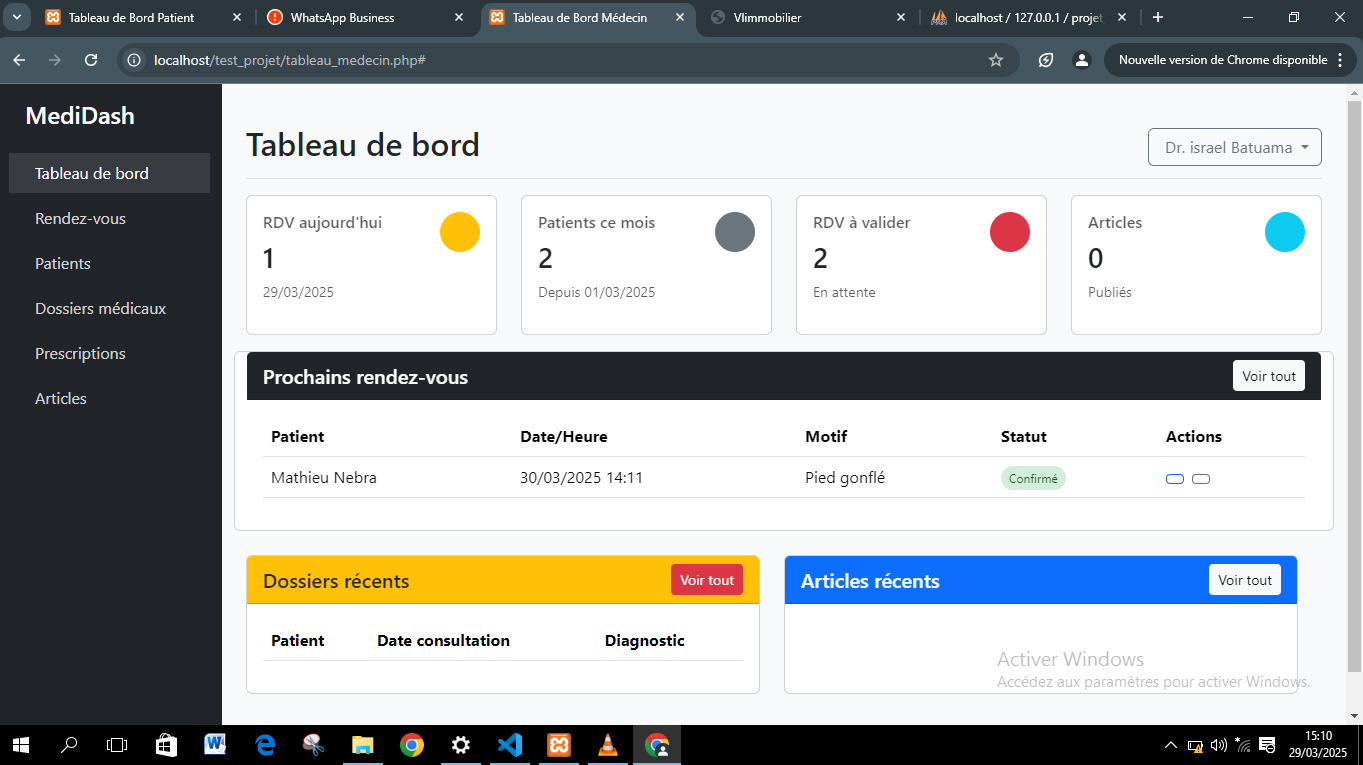 Tableau de Bord Patient
WhatsApp Business
Tableau de Bord Médecin
Vlimmobilier
localhost / 127.0.0.1 / projet
localhost/test_projet/tableau_medecin.php#
Nouvelle version de Chrome disponible
MediDash
Tableau de bord
Rendez-vous
Patients
Dossiers médicaux
Prescriptions
Articles
Tableau de bord
Dr. israel Batuama
RDV aujourd'hui
1
29/03/2025
Patients ce mois
2
Depuis 01/03/2025
RDV à valider
2
En attente
Articles
0
Publiés
Prochains rendez-vous
Voir tout
Patient Date/Heure Motif Statut Actions
Mathieu Nebra 30/03/2025 14:11 Pied gonflé Confirmé
Dossiers récents
Voir tout
Patient Date consultation Diagnostic
Articles récents
Voir tout
Activer Windows
Accédez aux paramètres pour activer Windows.
15:10
29/03/2025